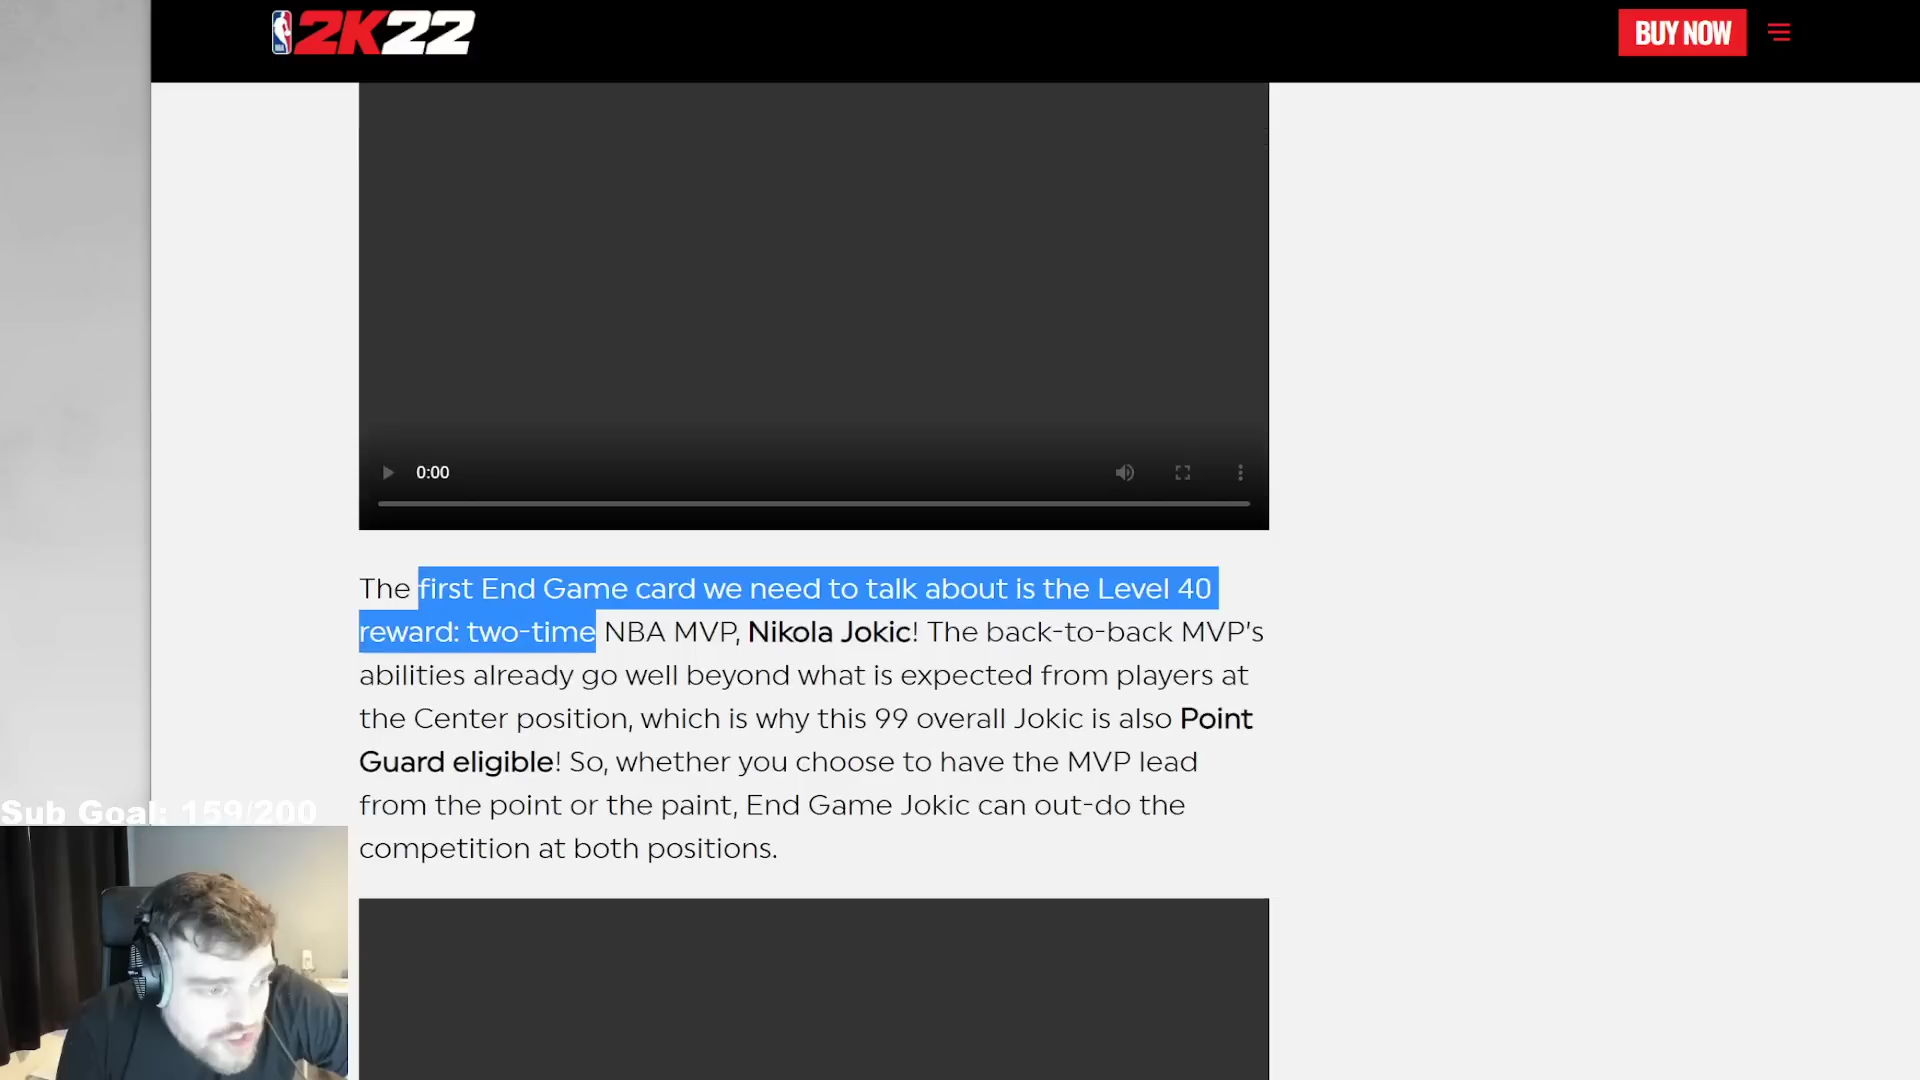 2K22
BUY NOW
0:00
The first End Game card we need to talk about is the Level 40
reward: two-time NBA MVP, Nikola Jokic! The back-to-back MVP’s
abilities already go well beyond what is expected from players at
the Center position, which is why this 99 overall Jokic is also Point
Guard eligible! So, whether you choose to have the MVP lead
from the point or the paint, End Game Jokic can out-do the
competition at both positions.
Sub Goal: 159/200